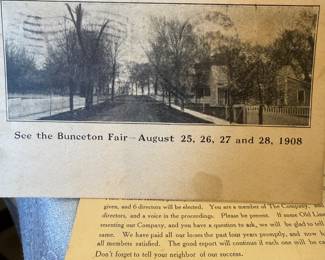 See the Bunceton Fair—August 25, 26, 27 and 28, 1908
given, and 6 directors will be elected. You are a member of The Company, and
directors, and a voice in the proceedings. Please be present. If some Old Line
resenting our Company, and you have a question to ask, we will be glad to tell
same. We have paid all our losses the past four years promptly, and now
all members satisfied. The good report will continue if each one will be
Don't forget to tell your neighbor of our success.